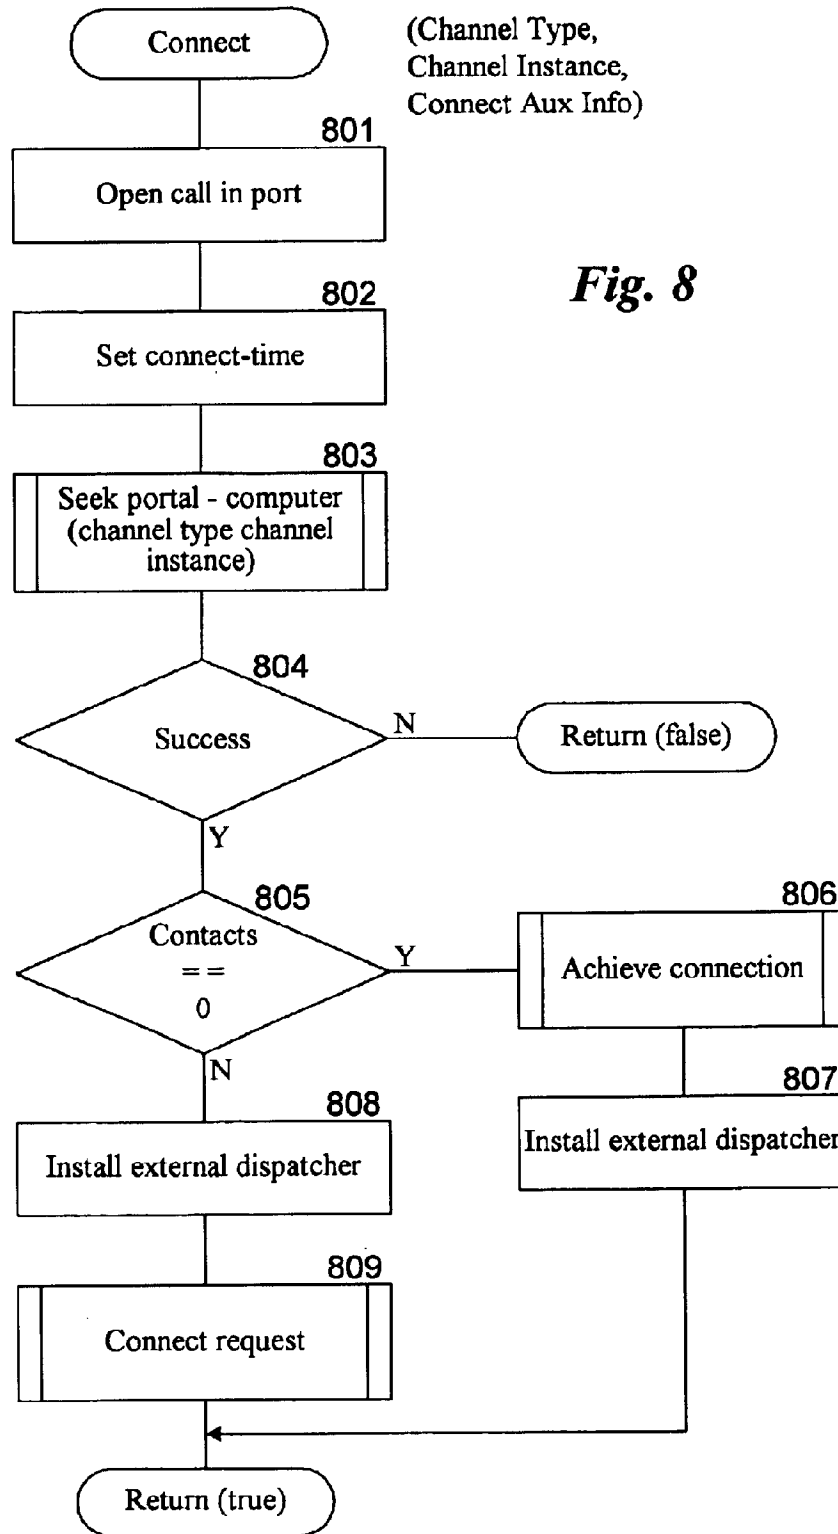 Connect
(Channel Type,
Channel Instance,
Connect Aux Info)
801
Open call in port
Fig. 8
802
Set connect-time
803
Seek portal - computer
(channel type channel
instance)
804
Success
N
Return (false)
Y
805
Contacts
= =
0
Y
806
Achieve connection
N
807
Install external dispatcher
808
Install external dispatcher
809
Connect request
Return (true)